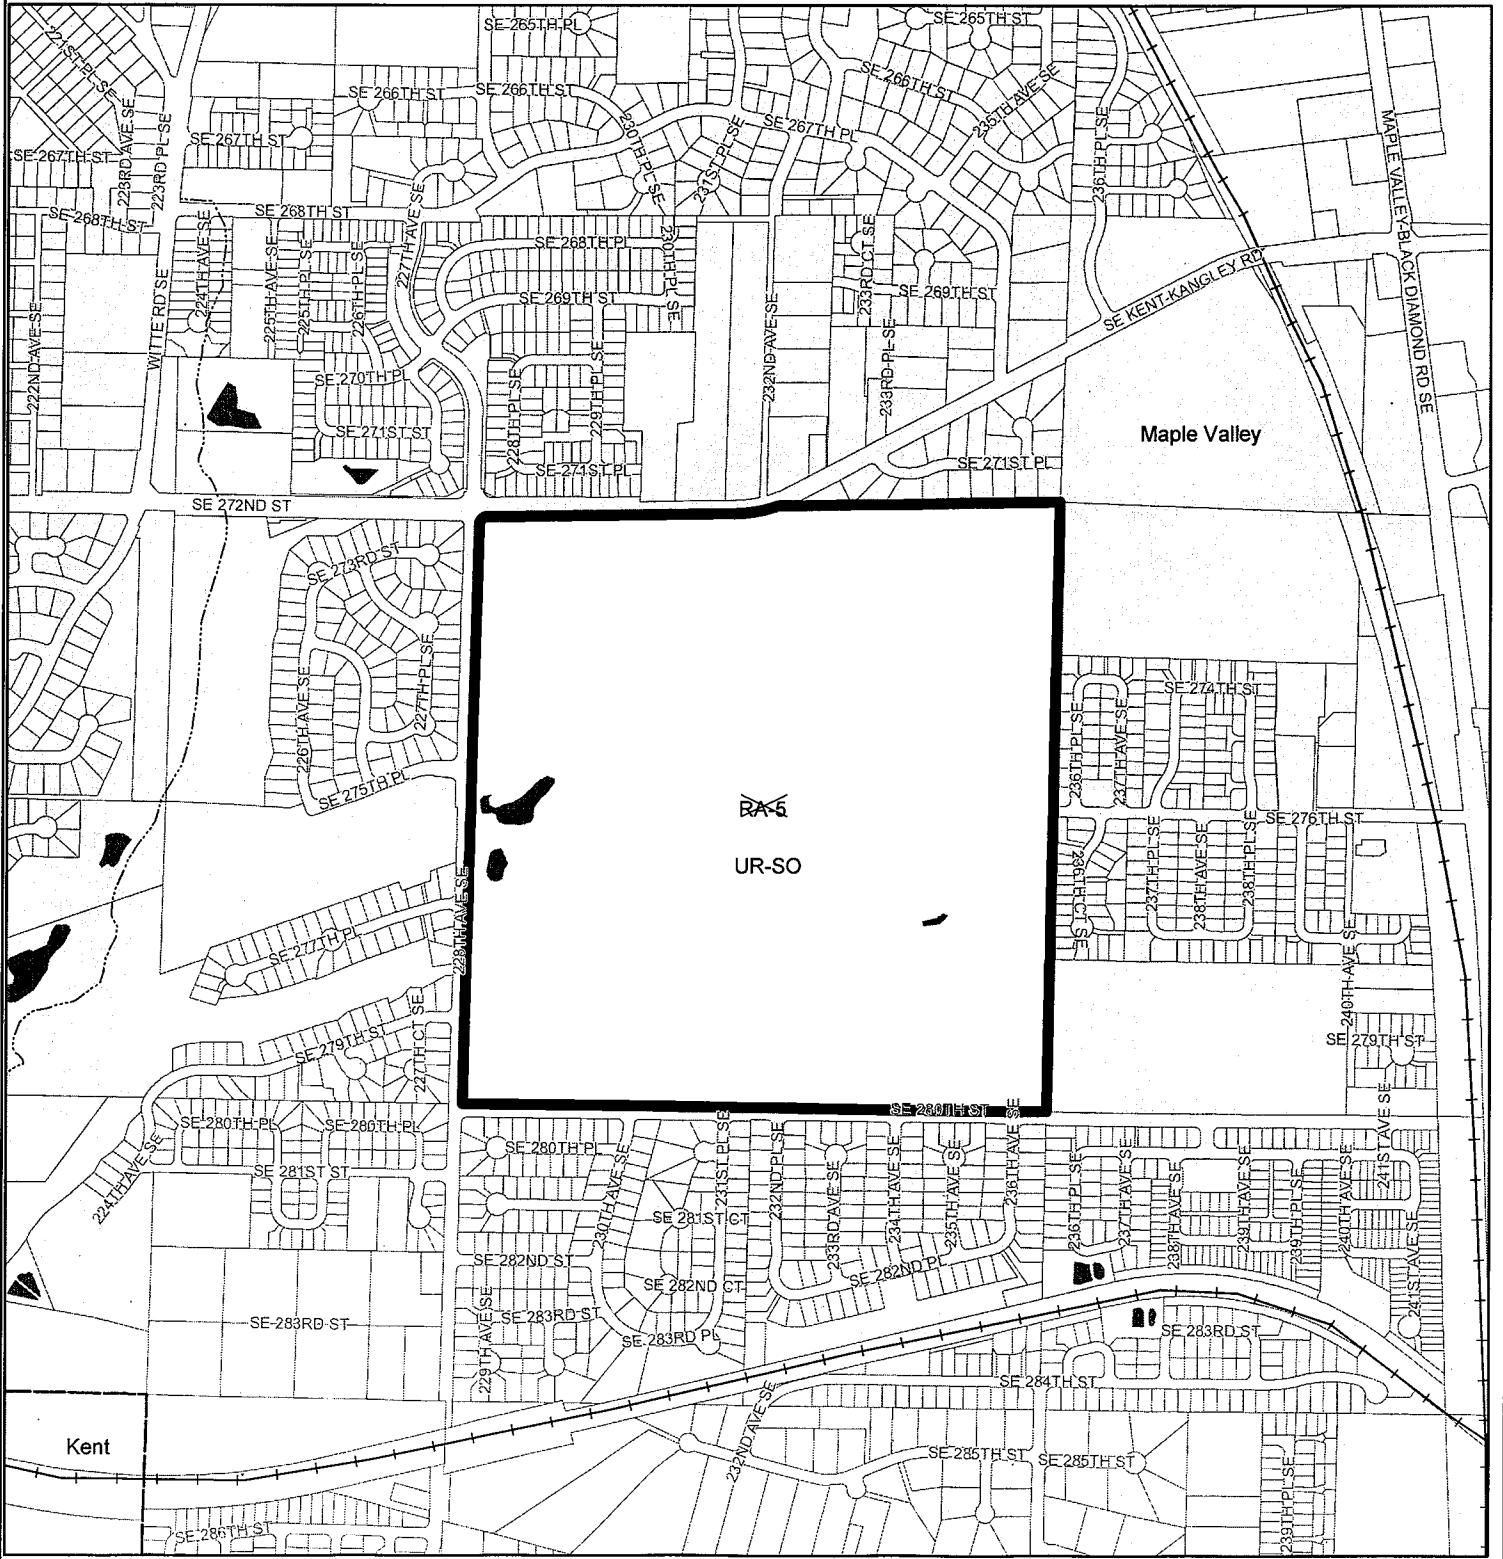 SE 265TH PL
SE 265TH ST
221ST PL SE
SE 266TH ST
SE 266TH ST
SE 266TH ST
235TH AVE SE
223RD AVE SE
223RD PL SE
SE 267TH ST
SE 267TH ST
230TH PL SE
231ST PL SE
SE 267TH PL
236TH PL SE
MAPLE VALLEY-BLACK DIAMOND RD SE
SE 268TH ST
SE 268TH ST
224TH AVE SE
225TH AVE SE
225TH PL SE
226TH PL SE
227TH AVE SE
SE 268TH PL
230TH PL SE
233RD CT SE
SE 269TH ST
SE 269TH ST
SE KENT-KANGLEY RD
222ND AVE SE
WITTE RD SE
232ND AVE SE
233RD PL SE
SE 270TH PL
228TH PL SE
229TH PL SE
SE 271ST ST
SE 271ST PL
SE 271ST PL
Maple Valley
SE 272ND ST
SE 273RD ST
226TH AVE SE
227TH PL SE
SE 275TH PL
SE 274TH ST
236TH PL SE
237TH AVE SE
RA-5
UR-SO
SE 276TH ST
236TH CT SE
237TH PL SE
238TH AVE SE
238TH PL SE
228TH AVE SE
SE 277TH PL
240TH AVE SE
SE 279TH ST
227TH CT SE
SE 279TH ST
241ST AVE SE
SE 280TH ST
SE 280TH PL
SE 280TH PL
SE 280TH PL
224TH AVE SE
SE 281ST ST
230TH AVE SE
231ST PL SE
232ND PL SE
233RD AVE SE
234TH AVE SE
235TH AVE SE
236TH AVE SE
236TH PL SE
237TH AVE SE
238TH AVE SE
239TH AVE SE
239TH PL SE
240TH AVE SE
241ST AVE SE
SE 281ST CT
SE 282ND ST
SE 282ND CT
SE 282ND PL
SE 283RD ST
229TH AVE SE
SE 283RD ST
SE 283RD PL
SE 283RD ST
SE 284TH ST
232ND AVE SE
Kent
SE 285TH ST
SE 285TH ST
239TH PL SE
SE 286TH ST